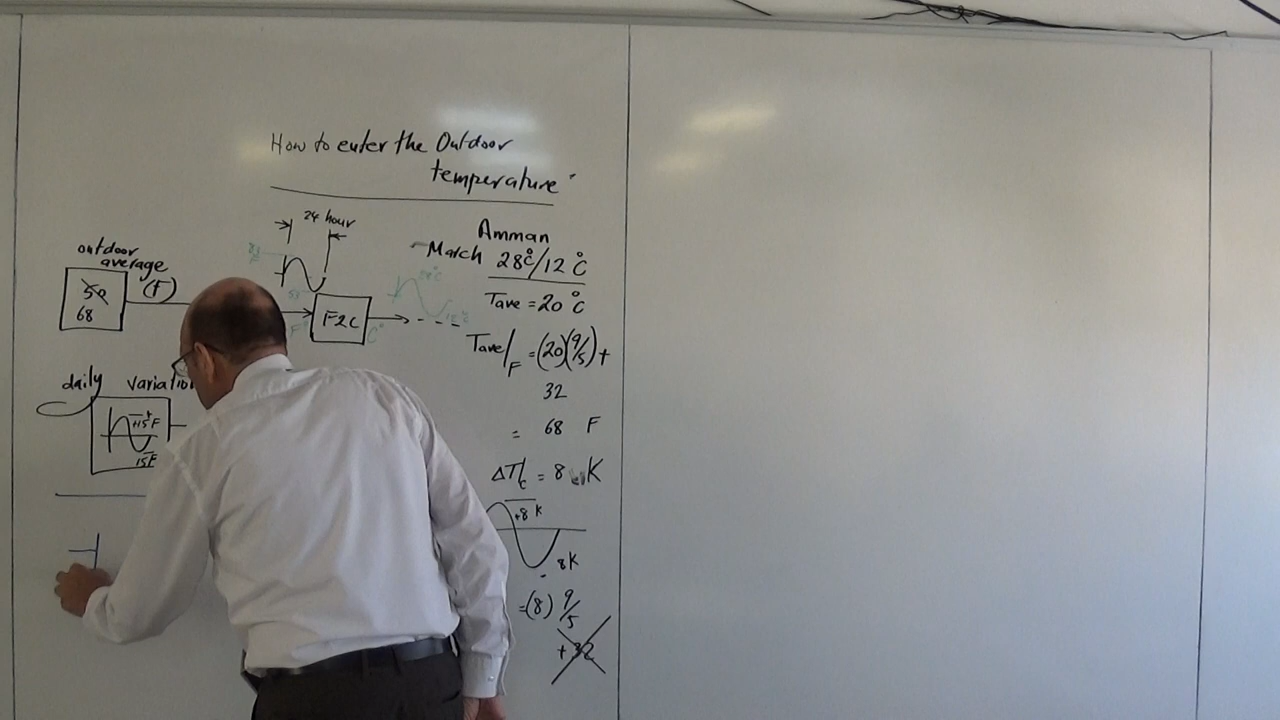 How to enter the Outdoor
temperature
24 hour
outdoor
average
(F)
50
68
F2C
C°
daily variation
+15F
15F
Amman
March 28°C/12°C
Tave = 20°C
Tave/F = (20)(9/5) +
32
= 68 F
ΔT/c = 8 K
+8 K
8K
=(8) 9/5
+32